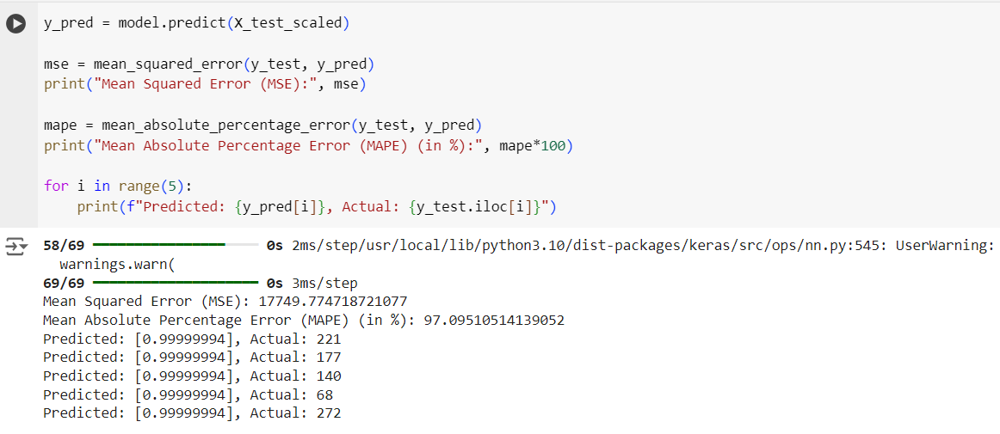 y_pred = model.predict(X_test_scaled)
mse = mean_squared_error(y_test, y_pred)
print("Mean Squared Error (MSE):", mse)
mape = mean_absolute_percentage_error(y_test, y_pred)
print("Mean Absolute Percentage Error (MAPE) (in %):", mape*100)
for i in range(5):
    print(f"Predicted: {y_pred[i]}, Actual: {y_test.iloc[i]}")
58/69 0s 2ms/step/usr/local/lib/python3.10/dist-packages/keras/src/ops/nn.py:545: UserWarning:
  warnings.warn(
69/69 0s 3ms/step
Mean Squared Error (MSE): 17749.774718721077
Mean Absolute Percentage Error (MAPE) (in %): 97.09510514139052
Predicted: [0.99999994], Actual: 221
Predicted: [0.99999994], Actual: 177
Predicted: [0.99999994], Actual: 140
Predicted: [0.99999994], Actual: 68
Predicted: [0.99999994], Actual: 272